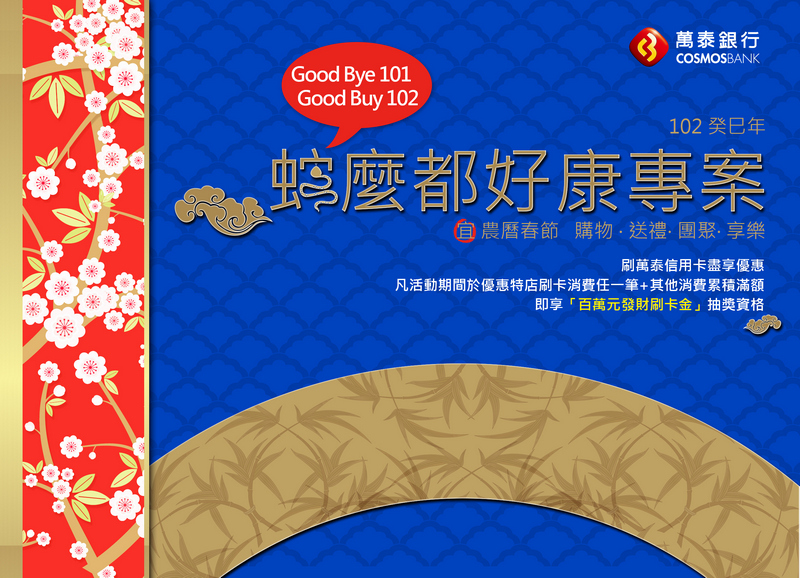 萬泰銀行
COSMOSBANK
Good Bye 101
Good Buy 102
102 癸巳年
蛇麼都好康專案
宜 農曆春節 購物．送禮．團聚．享樂
刷萬泰信用卡盡享優惠
凡活動期間於優惠特店刷卡消費任一筆+其他消費累積滿額
即享「百萬元發財刷卡金」抽獎資格